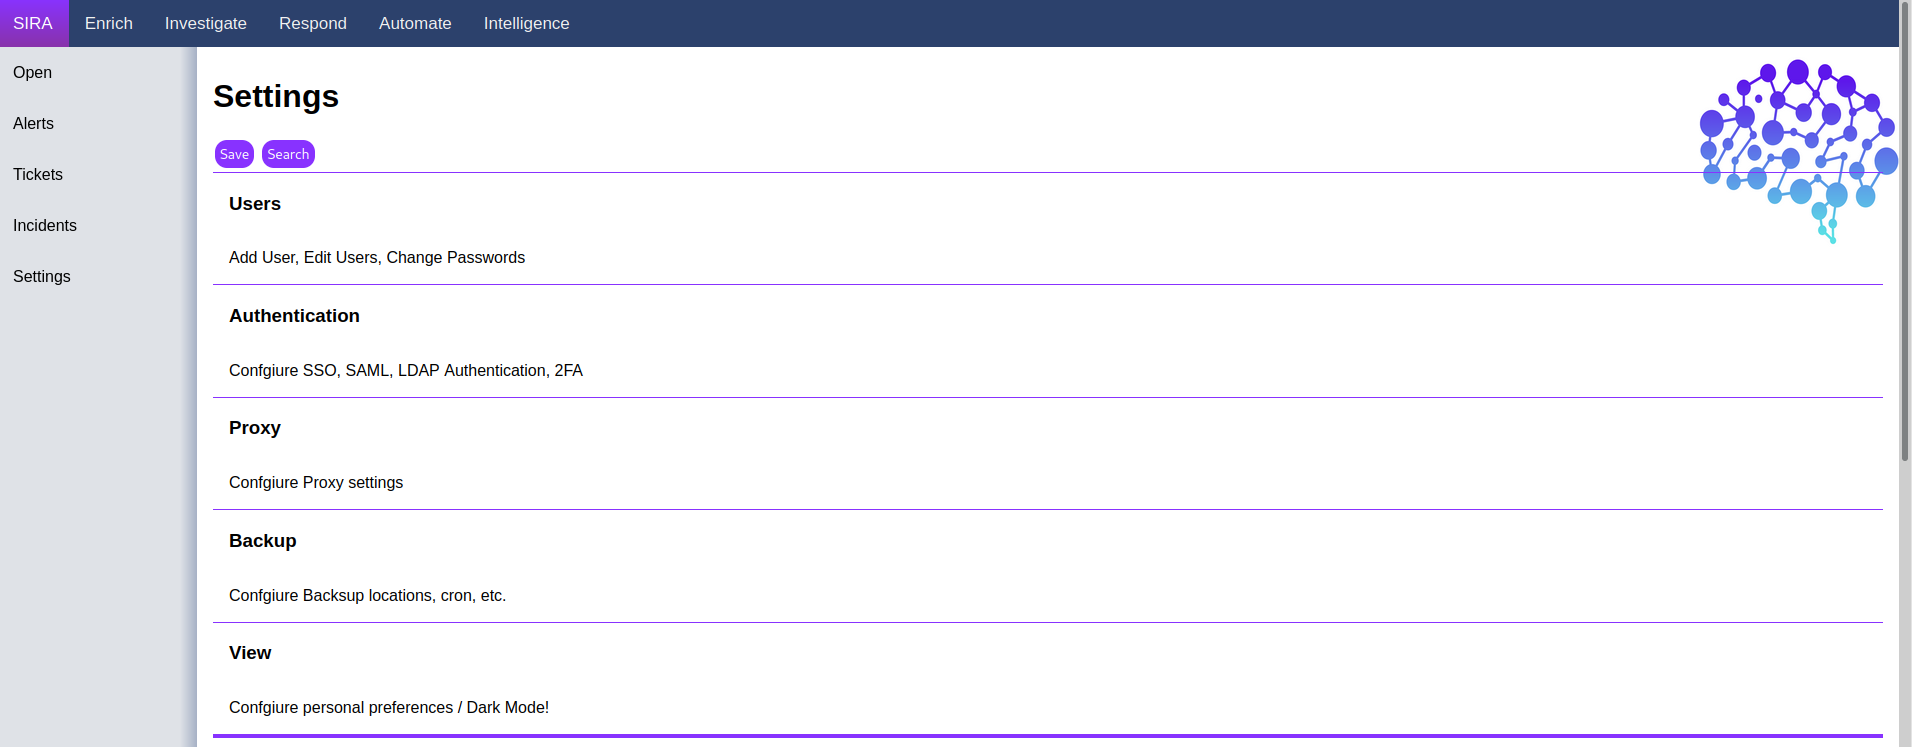 SIRA Enrich Investigate Respond Automate Intelligence
Open
Alerts
Tickets
Incidents
Settings
Settings
Save Search
Users
Add User, Edit Users, Change Passwords
Authentication
Confgiure SSO, SAML, LDAP Authentication, 2FA
Proxy
Confgiure Proxy settings
Backup
Confgiure Backsup locations, cron, etc.
View
Confgiure personal preferences / Dark Mode!